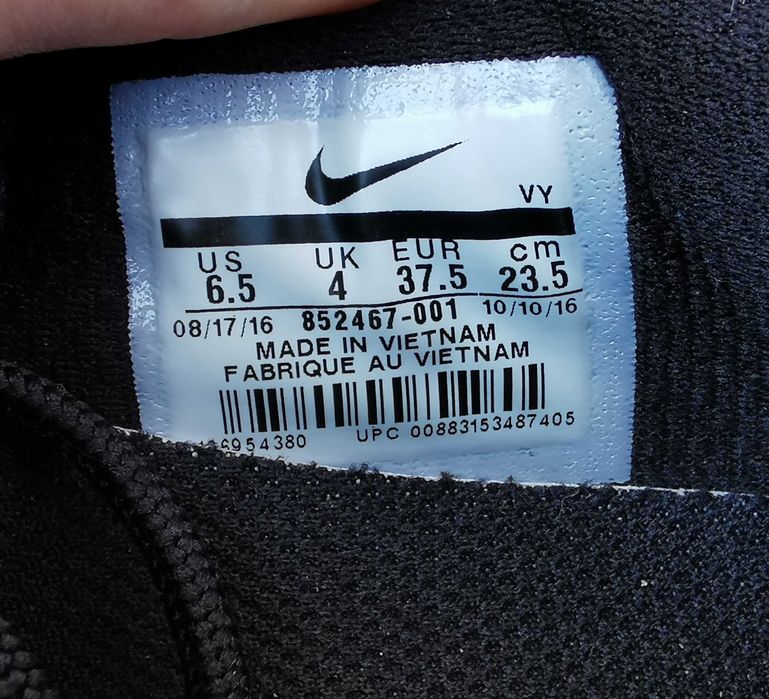 VY
US UK EUR cm
6.5 4 37.5 23.5
08/17/16 852467-001 10/10/16
MADE IN VIETNAM
FABRIQUE AU VIETNAM
UPC 00883153487405